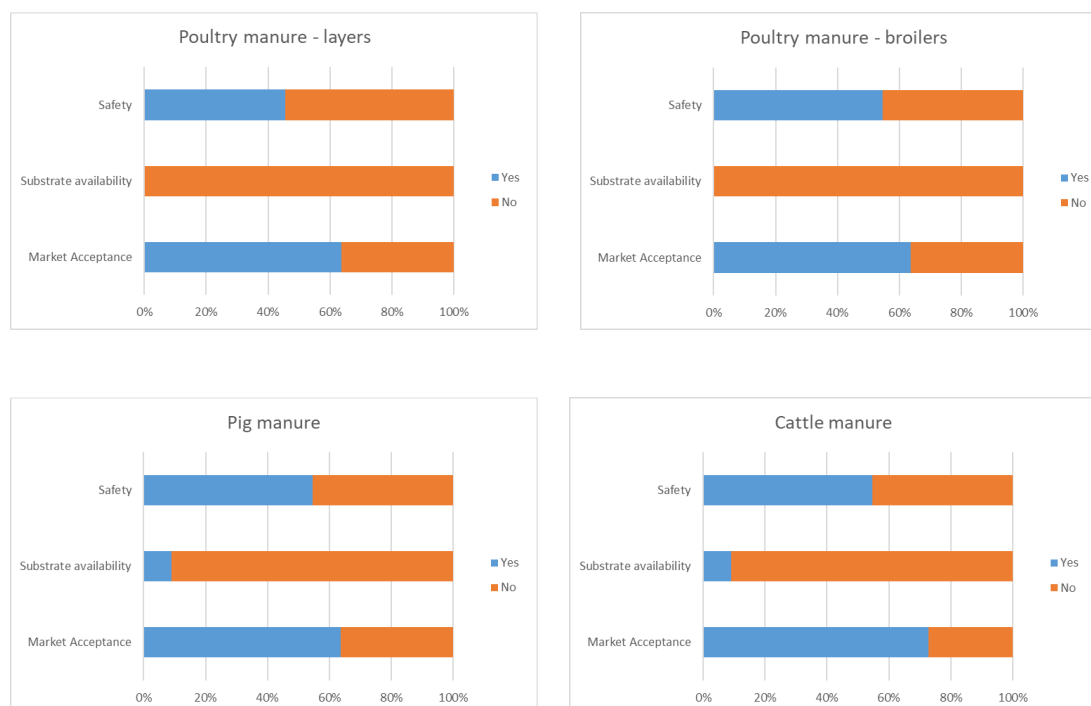 Poultry manure - layers
Safety
Substrate availability
Market Acceptance
0% 20% 40% 60% 80% 100%
Yes
No
Poultry manure - broilers
Safety
Substrate availability
Market Acceptance
0% 20% 40% 60% 80% 100%
Yes
No
Pig manure
Safety
Substrate availability
Market Acceptance
0% 20% 40% 60% 80% 100%
Yes
No
Cattle manure
Safety
Substrate availability
Market Acceptance
0% 20% 40% 60% 80% 100%
Yes
No